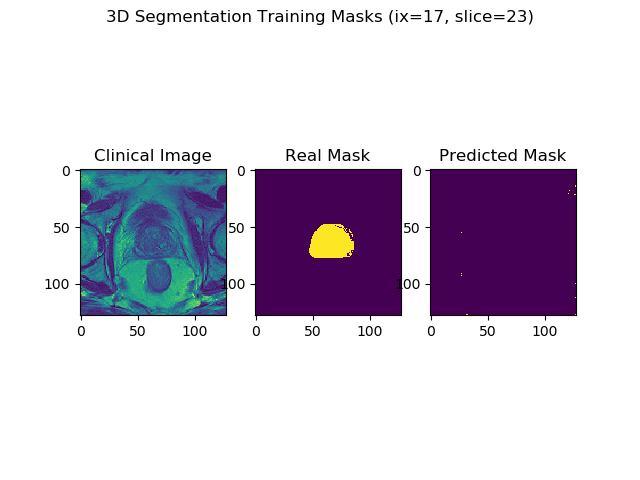 3D Segmentation Training Masks (ix=17, slice=23)
Clinical Image Real Mask Predicted Mask
0 0 0
50 50 50
100 100 100
0 50 100 0 50 100 0 50 100